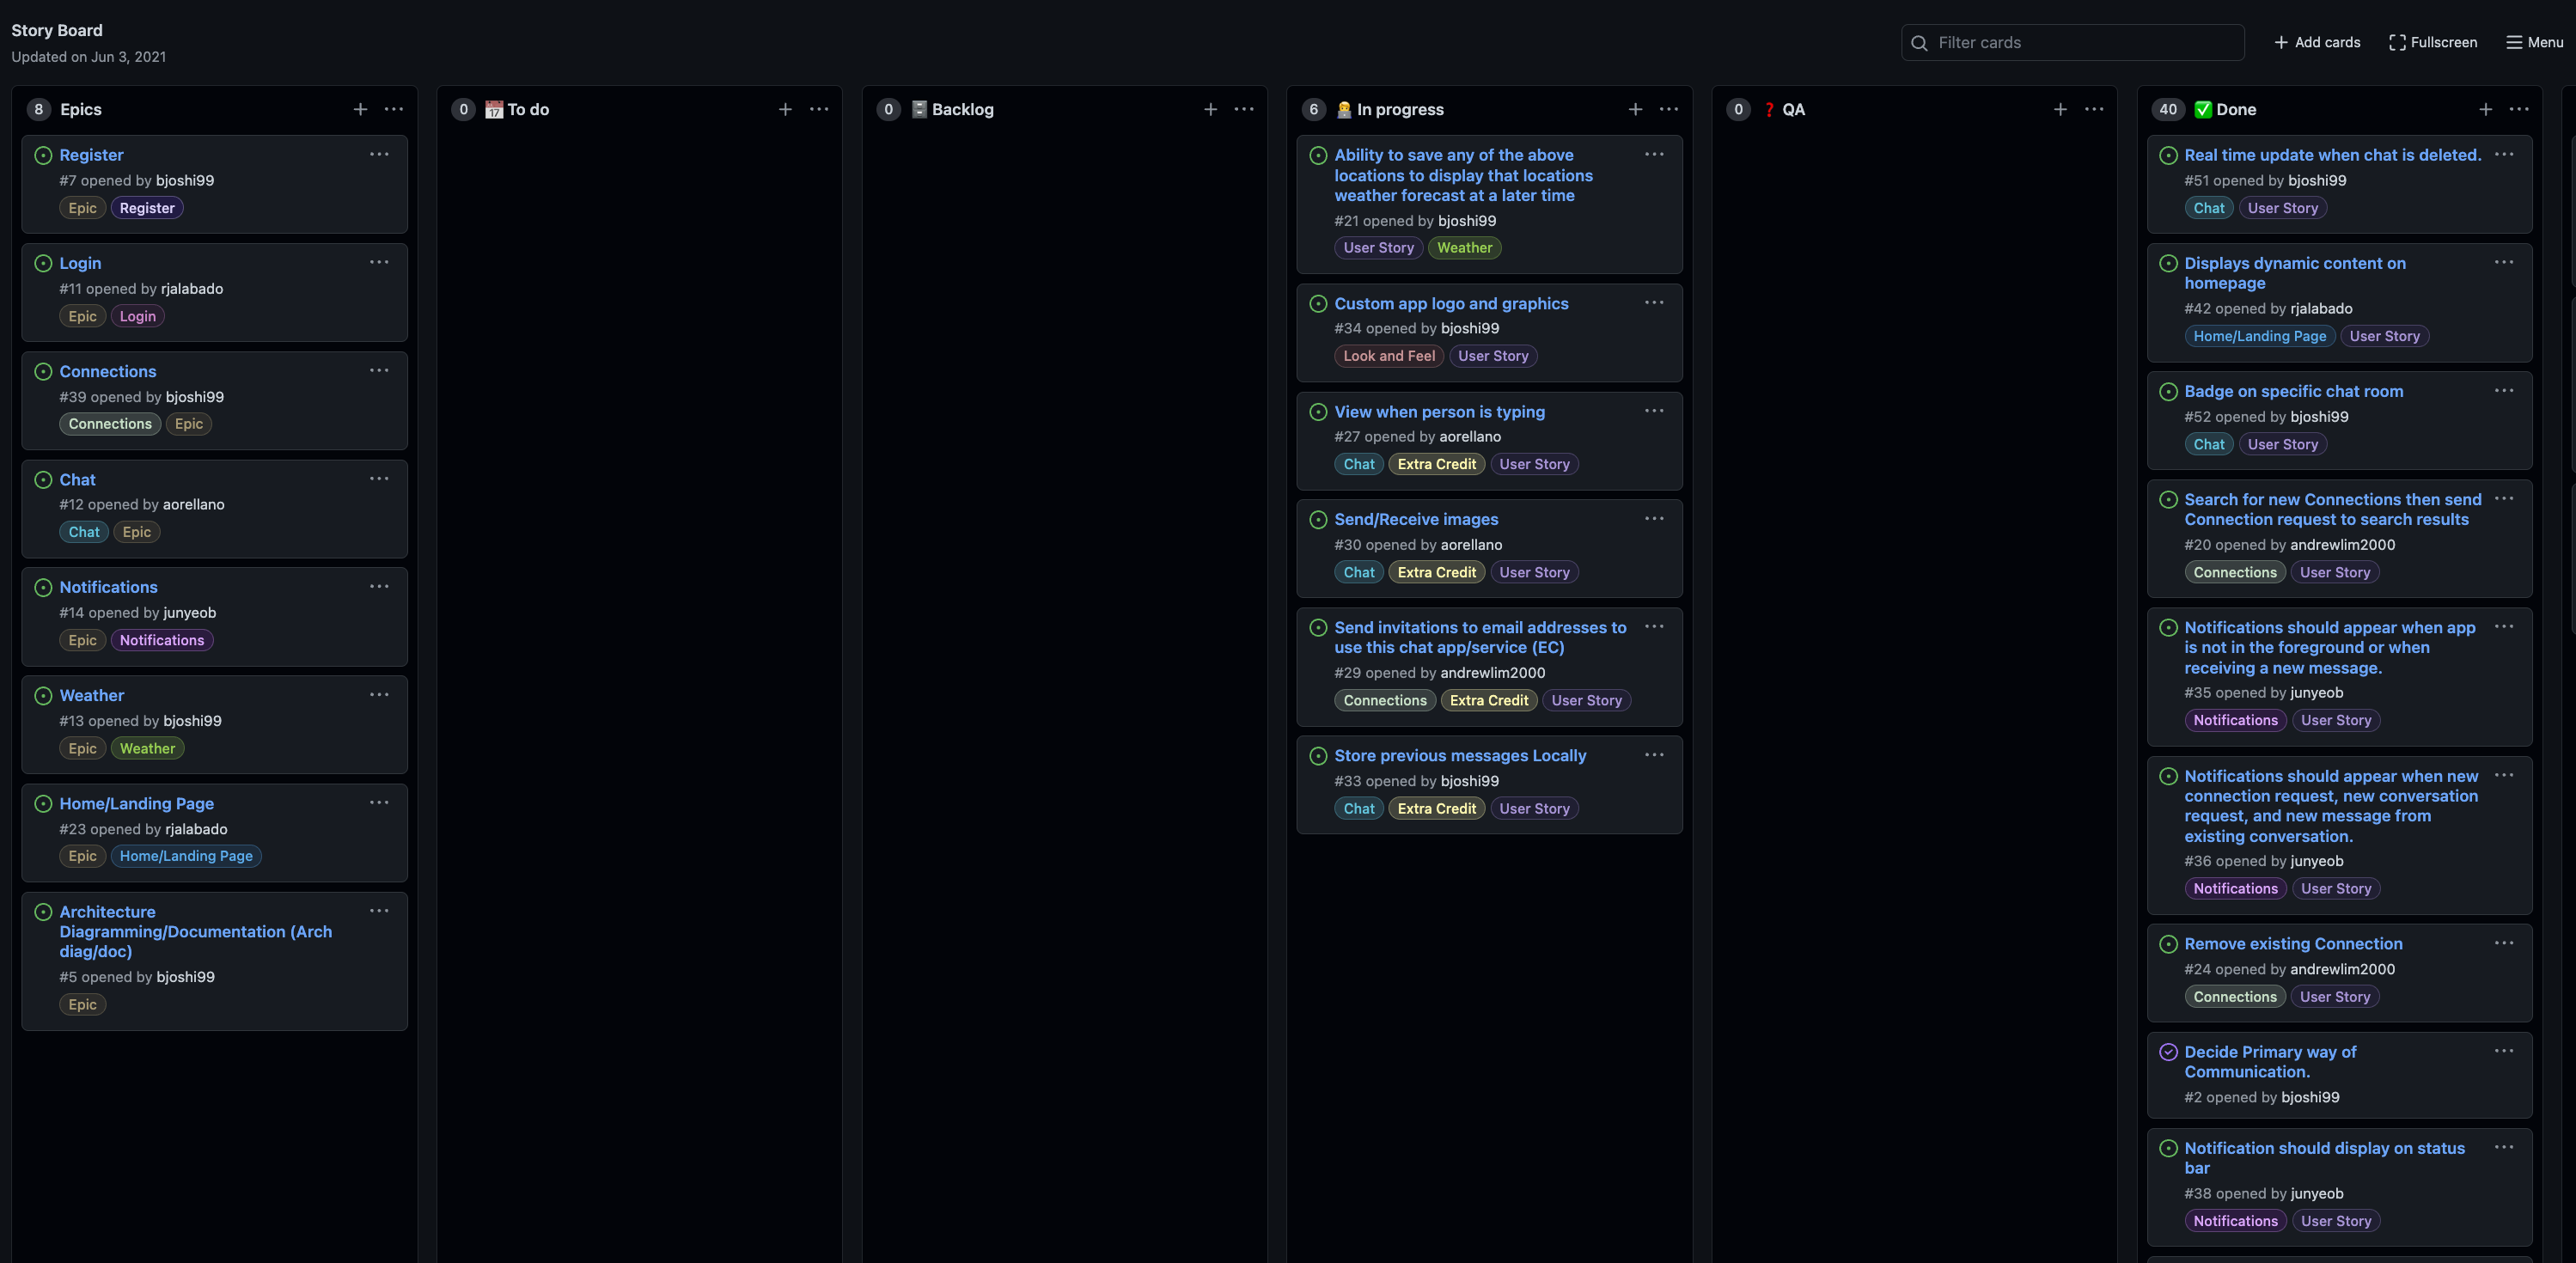 Story Board
Updated on Jun 3, 2021
Filter cards
Add cards
Fullscreen
Menu
8 Epics
Register
#7 opened by bjoshi99
Epic Register
Login
#11 opened by rjalabado
Epic Login
Connections
#39 opened by bjoshi99
Connections Epic
Chat
#12 opened by aorellano
Chat Epic
Notifications
#14 opened by junyeob
Epic Notifications
Weather
#13 opened by bjoshi99
Epic Weather
Home/Landing Page
#23 opened by rjalabado
Epic Home/Landing Page
Architecture
Diagramming/Documentation (Arch
diag/doc)
#5 opened by bjoshi99
Epic
0 📅 To do
0 🗄️ Backlog
6 🧑‍💻 In progress
Ability to save any of the above
locations to display that locations
weather forecast at a later time
#21 opened by bjoshi99
User Story Weather
Custom app logo and graphics
#34 opened by bjoshi99
Look and Feel User Story
View when person is typing
#27 opened by aorellano
Chat Extra Credit User Story
Send/Receive images
#30 opened by aorellano
Chat Extra Credit User Story
Send invitations to email addresses to
use this chat app/service (EC)
#29 opened by andrewlim2000
Connections Extra Credit User Story
Store previous messages Locally
#33 opened by bjoshi99
Chat Extra Credit User Story
0 ❓ QA
40 ✅ Done
Real time update when chat is deleted.
#51 opened by bjoshi99
Chat User Story
Displays dynamic content on
homepage
#42 opened by rjalabado
Home/Landing Page User Story
Badge on specific chat room
#52 opened by bjoshi99
Chat User Story
Search for new Connections then send
Connection request to search results
#20 opened by andrewlim2000
Connections User Story
Notifications should appear when app
is not in the foreground or when
receiving a new message.
#35 opened by junyeob
Notifications User Story
Notifications should appear when new
connection request, new conversation
request, and new message from
existing conversation.
#36 opened by junyeob
Notifications User Story
Remove existing Connection
#24 opened by andrewlim2000
Connections User Story
Decide Primary way of
Communication.
#2 opened by bjoshi99
Notification should display on status
bar
#38 opened by junyeob
Notifications User Story